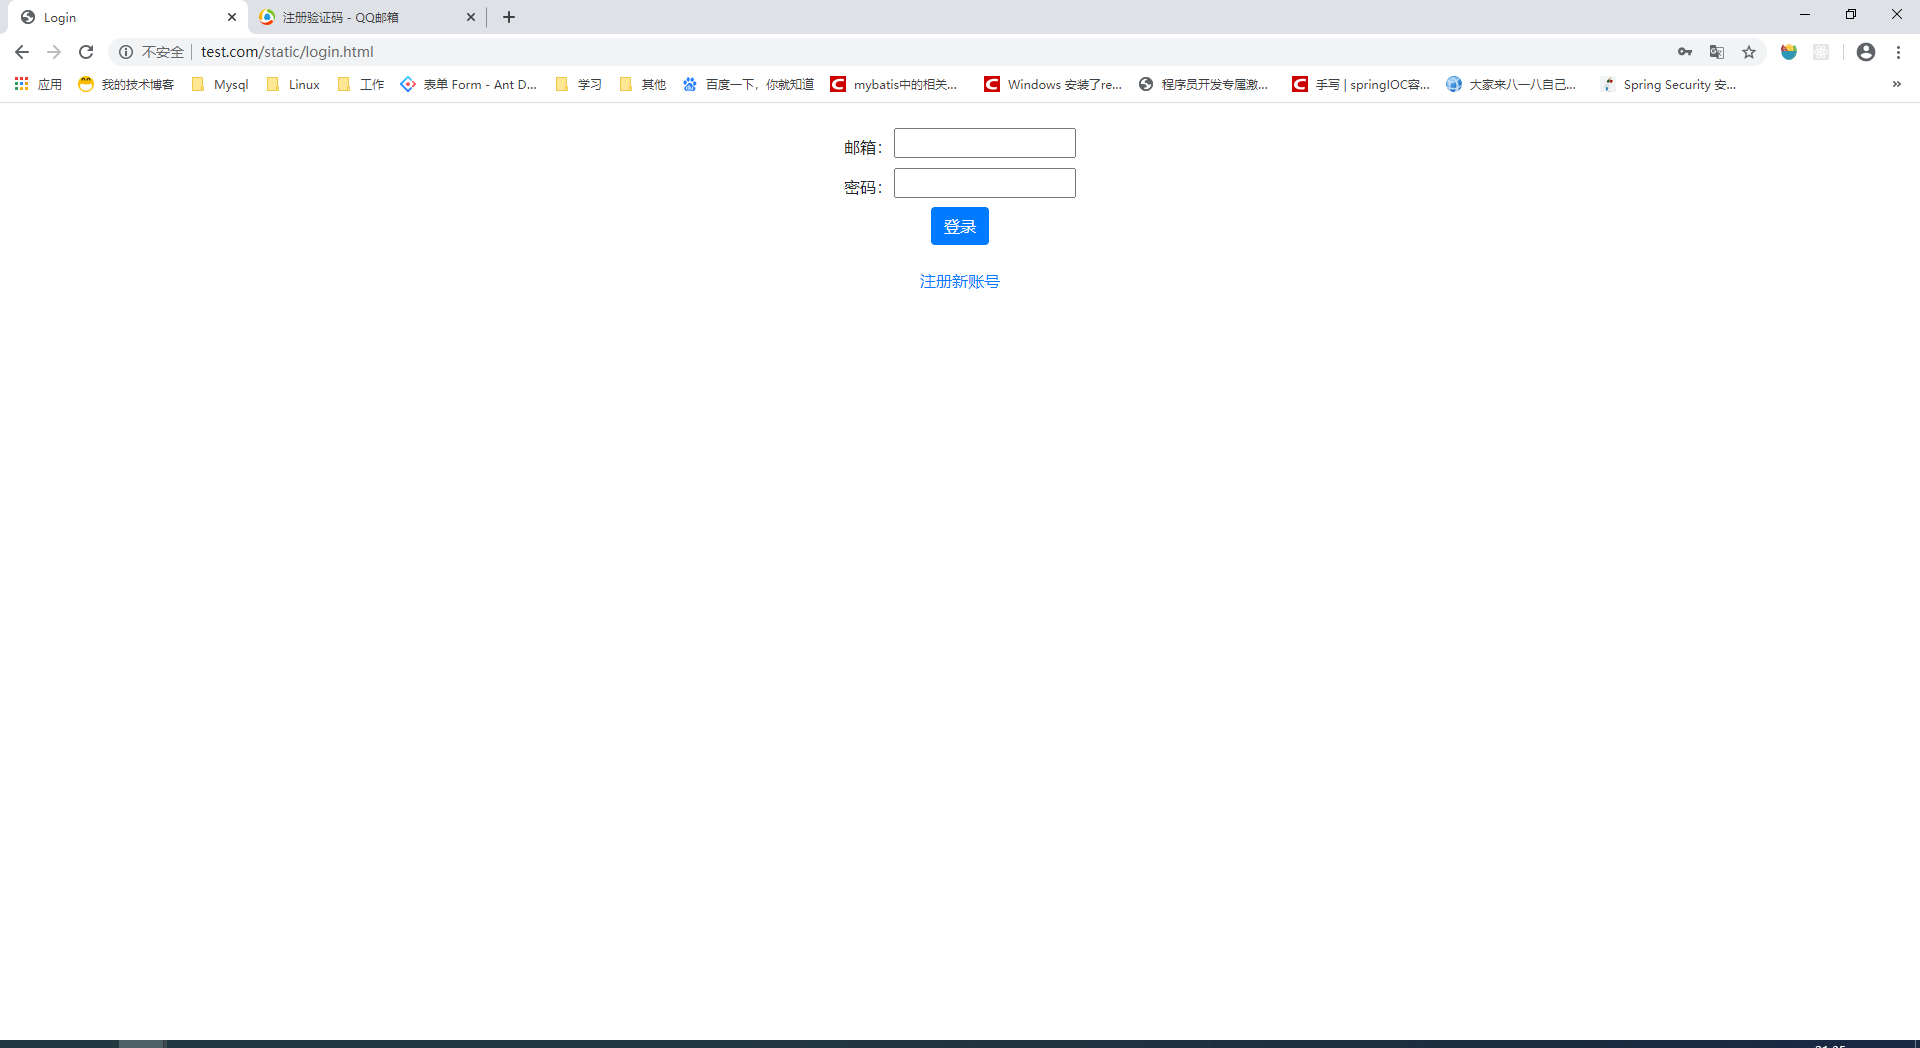 Login
注册验证码 - QQ邮箱
不安全 test.com/static/login.html
应用 我的技术博客 Mysql Linux 工作 表单 Form - Ant D... 学习 其他 百度一下，你就知道 mybatis中的相关... Windows 安装了re... 程序员开发专属激... 手写 | springIOC容... 大家来八一八自己... Spring Security 安...
邮箱：
密码：
登录
注册新账号